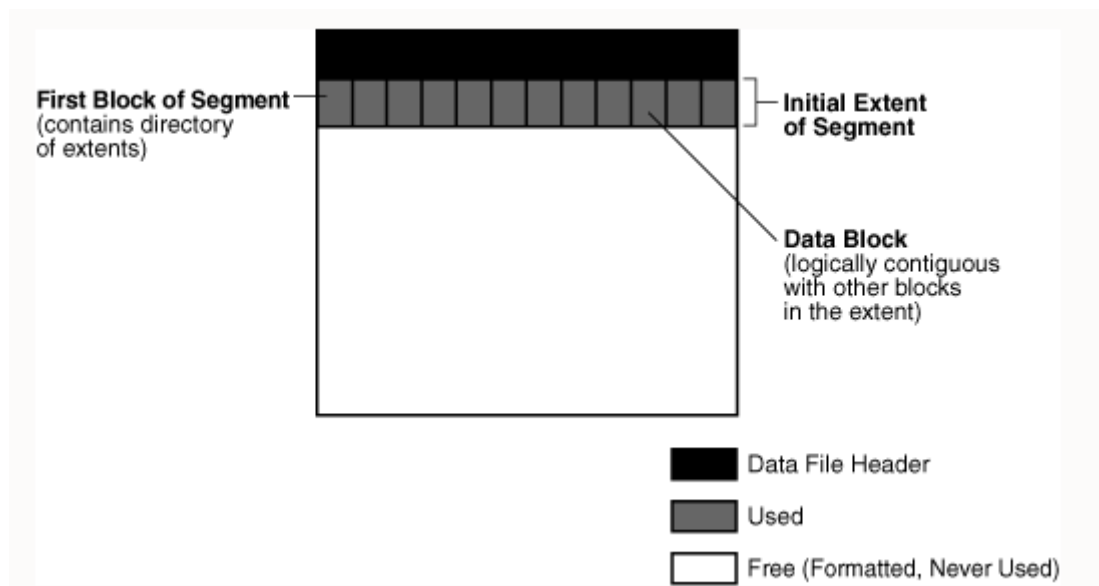 First Block of Segment
(contains directory
of extents)
Initial Extent
of Segment
Data Block
(logically contiguous
with other blocks
in the extent)
Data File Header
Used
Free (Formatted, Never Used)